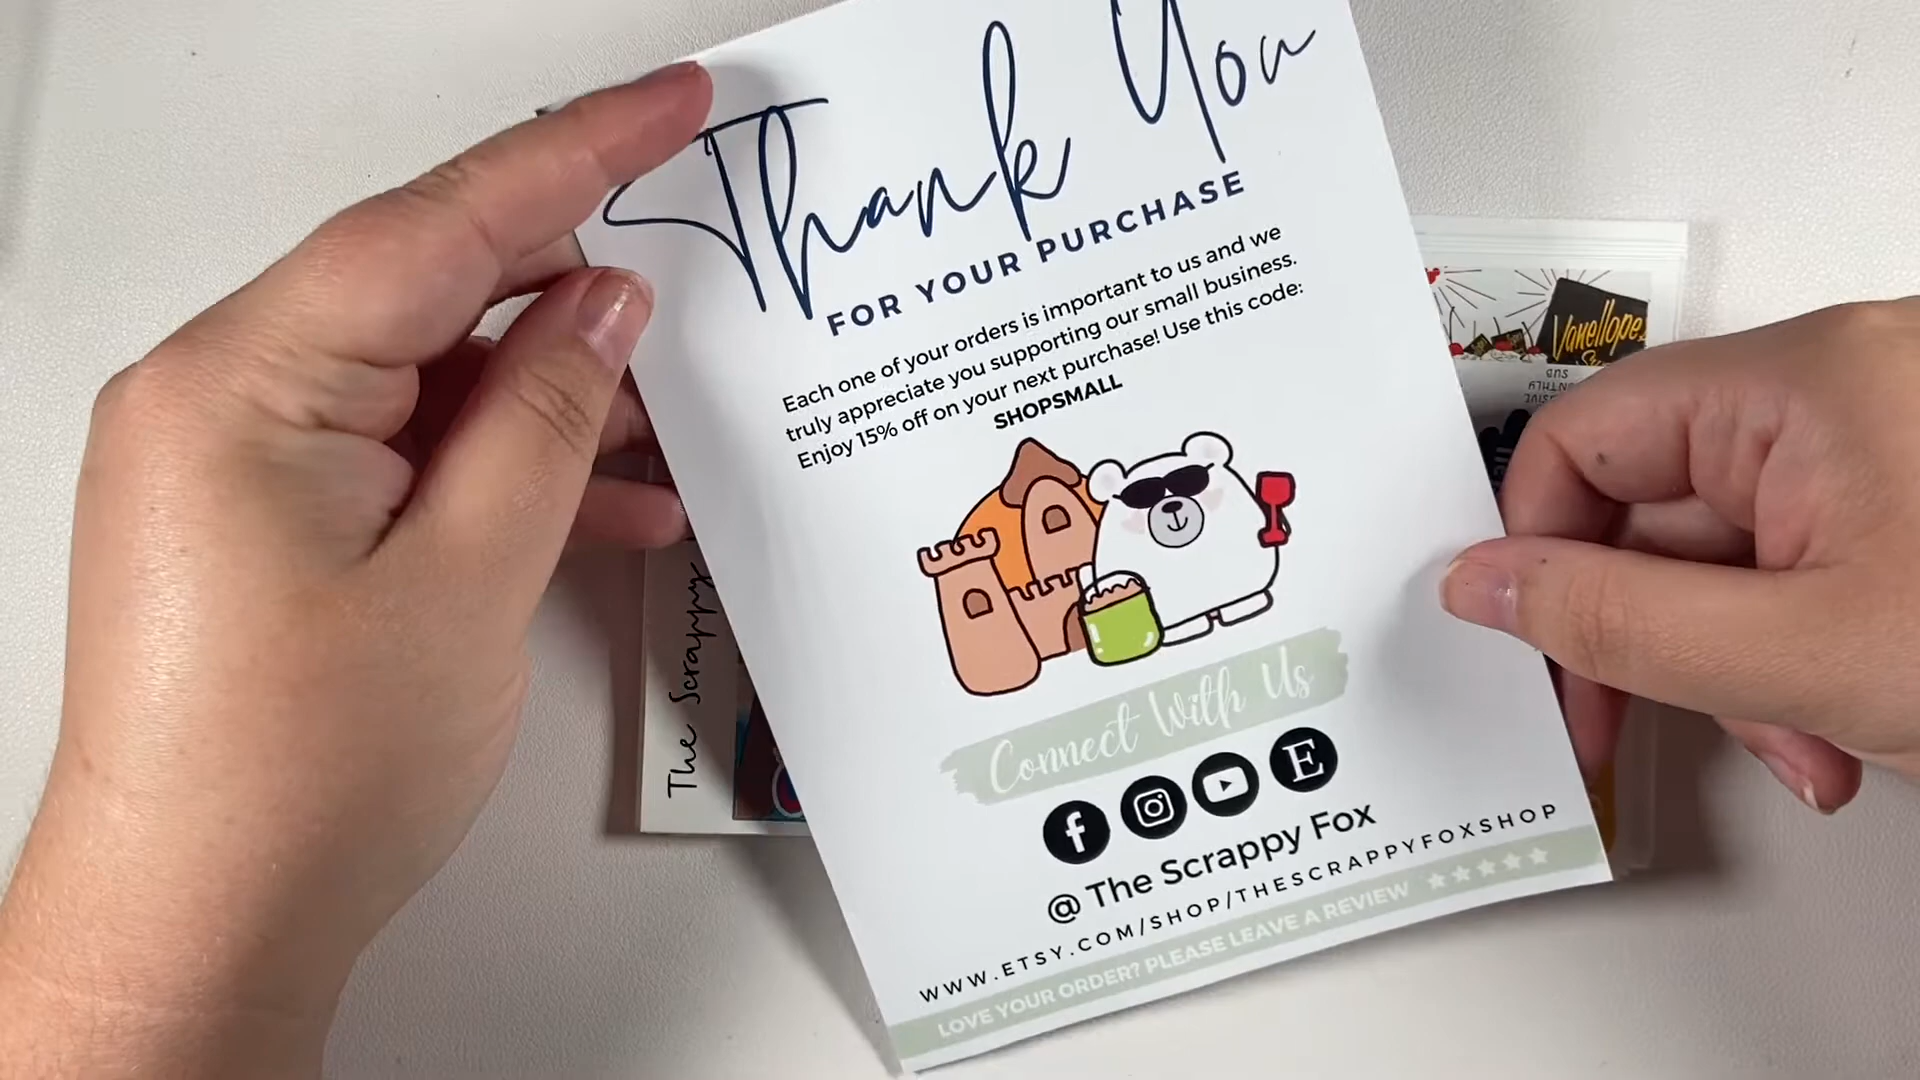 Thank You
FOR YOUR PURCHASE
Each one of your orders is important to us and we
truly appreciate you supporting our small business.
Enjoy 15% off on your next purchase! Use this code:
SHOPSMALL
Connect With Us
f
E
@ The Scrappy Fox
WWW.ETSY.COM/SHOP/THESCRAPPYFOXSHOP
LOVE YOUR ORDER? PLEASE LEAVE A REVIEW
The Scrappy
Vanellope
SUB